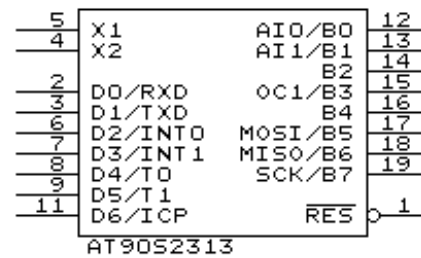 5 X1 AI0/B0 12
4 X2 AI1/B1 13
B2 14
2 D0/RXD OC1/B3 15
3 D1/TXD B4 16
6 D2/INT0 MOSI/B5 17
7 D3/INT1 MISO/B6 18
8 D4/T0 SCK/B7 19
9 D5/T1
11 D6/ICP RES 1
AT90S2313